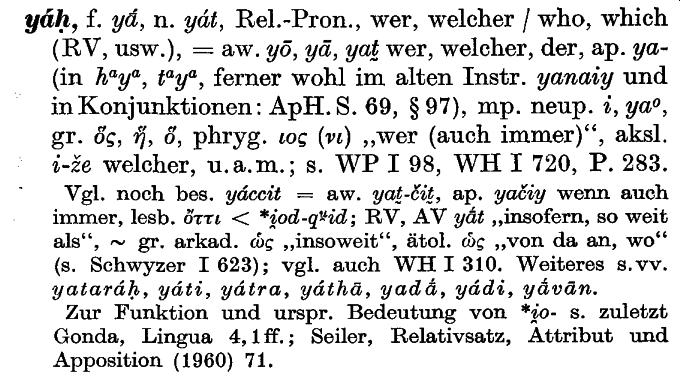 yáḥ, f. yā́, n. yát, Rel.-Pron., wer, welcher / who, which
(RV, usw.), = aw. yō, yā, yat̰ wer, welcher, der, ap. ya-
(in hᵃyᵃ, tᵃyᵃ, ferner wohl im alten Instr. yanaiy und
in Konjunktionen: ApH. S. 69, § 97), mp. neup. i, ya⁰,
gr. ὅς, ἥ, ὅ, phryg. ιος (νι) „wer (auch immer)“, aksl.
i-že welcher, u. a. m.; s. WP I 98, WH I 720, P. 283.
Vgl. noch bes. yáccit = aw. yat̰-čit̰, ap. yačiy wenn auch
immer, lesb. ὄττι < *i̯od-qᵘ̯id; RV, AV yā́t „insofern, so weit
als“, ~ gr. arkad. ὡς „insoweit“, ätol. ὡς „von da an, wo“
(s. Schwyzer I 623); vgl. auch WH I 310. Weiteres s. vv.
yataráḥ, yáti, yátra, yáthā, yadā́, yádi, yā́vān.
Zur Funktion und urspr. Bedeutung von *i̯o- s. zuletzt
Gonda, Lingua 4, 1ff.; Seiler, Relativsatz, Attribut und
Apposition (1960) 71.